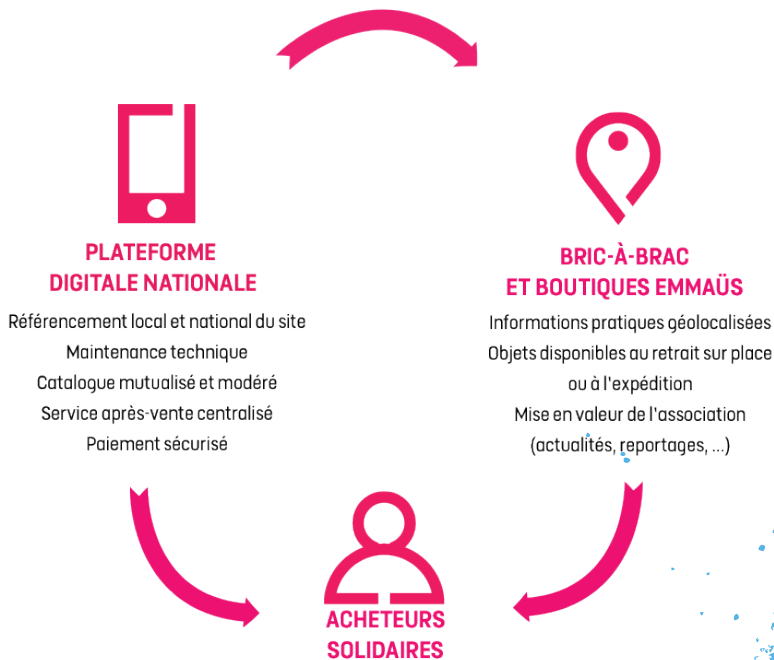 PLATEFORME
DIGITALE NATIONALE
Référencement local et national du site
Maintenance technique
Catalogue mutualisé et modéré
Service après-vente centralisé
Paiement sécurisé
BRIC-À-BRAC
ET BOUTIQUES EMMAÜS
Informations pratiques géolocalisées
Objets disponibles au retrait sur place
ou à l'expédition
Mise en valeur de l'association
(actualités, reportages, ...)
ACHETEURS
SOLIDAIRES